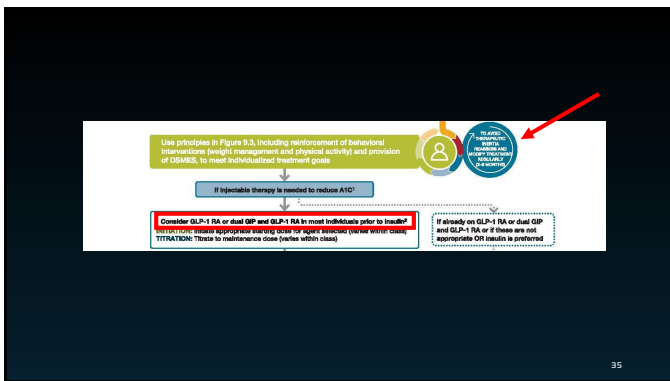 Use principles in Figure 9.3, including reinforcement of behavioral
interventions (weight management and physical activity) and provision
of DSMES, to meet individualized treatment goals
TO AVOID
THERAPEUTIC
INERTIA
REASSESS AND
MODIFY TREATMENT
REGULARLY
(3-6 MONTHS)
If injectable therapy is needed to reduce A1C¹
Consider GLP-1 RA or dual GIP and GLP-1 RA in most individuals prior to insulin²
INITIATION: Initiate appropriate starting dose for agent selected (varies within class)
TITRATION: Titrate to maintenance dose (varies within class)
If already on GLP-1 RA or dual GIP
and GLP-1 RA or if these are not
appropriate OR insulin is preferred
35